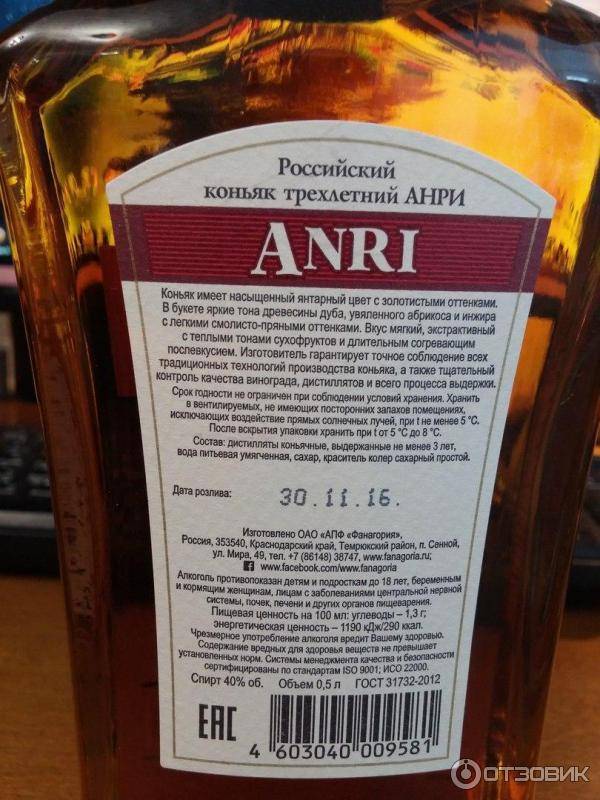 Российский
коньяк трехлетний АНРИ
ANRI
Коньяк имеет насыщенный янтарный цвет с золотистыми оттенками.
В букете яркие тона древесины дуба, увяленного абрикоса и инжира
с легкими смолисто-пряными оттенками. Вкус мягкий, экстрактивный
с теплыми тонами сухофруктов и длительным согревающим
послевкусием. Изготовитель гарантирует точное соблюдение всех
традиционных технологий производства коньяка, а также тщательный
контроль качества винограда, дистиллятов и всего процесса выдержки.
Срок годности не ограничен при соблюдении условий хранения. Хранить
в вентилируемых, не имеющих посторонних запахов помещениях,
исключающих воздействие прямых солнечных лучей, при t не менее 5 °C.
После вскрытия упаковки хранить при t от 5 °C до 8 °C.
Состав: дистилляты коньячные, выдержанные не менее 3 лет,
вода питьевая умягченная, сахар, краситель колер сахарный простой.
Дата розлива: 30.11.16.
Изготовлено ОАО «АПФ «Фанагория»,
Россия, 353540, Краснодарский край, Темрюкский район, п. Сенной,
ул. Мира, 49, тел. +7 (86148) 38747, www.fanagoria.ru;
f www.facebook.com/www.fanagoria
Алкоголь противопоказан детям и подросткам до 18 лет, беременным
и кормящим женщинам, лицам с заболеваниями центральной нервной
системы, почек, печени и других органов пищеварения.
Пищевая ценность на 100 мл: углеводы – 1,3 г;
энергетическая ценность – 1190 кДж/290 ккал.
Чрезмерное употребление алкоголя вредит Вашему здоровью.
Содержание вредных для здоровья веществ не превышает
установленных норм. Системы менеджмента качества и безопасности
сертифицированы по стандартам ISO 9001; ИСО 22000.
Спирт 40% об. Объем 0,5 л ГОСТ 31732-2012
EAC
4 603040 009581
ОТЗОВИК